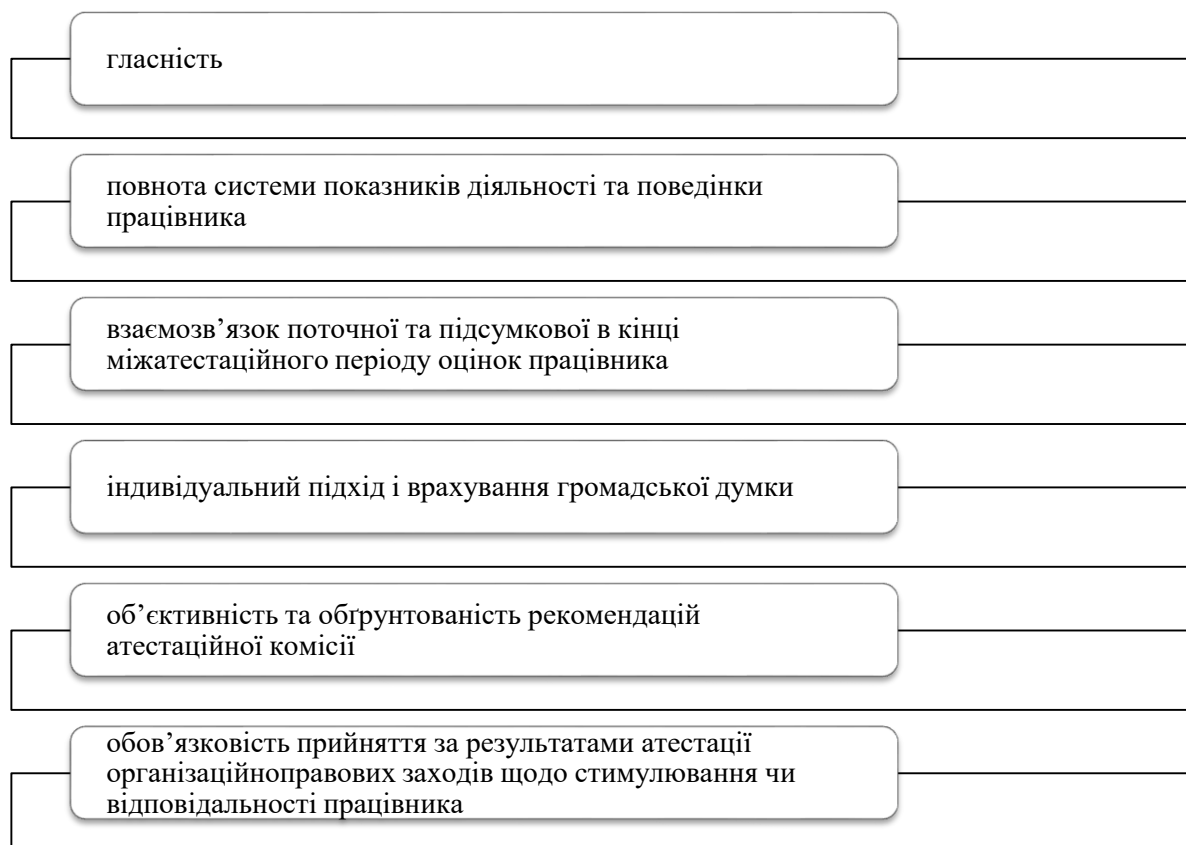 гласність
повнота системи показників діяльності та поведінки
працівника
взаємозв’язок поточної та підсумкової в кінці
міжатестаційного періоду оцінок працівника
індивідуальний підхід і врахування громадської думки
об’єктивність та обґрунтованість рекомендацій
атестаційної комісії
обов’язковість прийняття за результатами атестації
організаційноправових заходів щодо стимулювання чи
відповідальності працівника